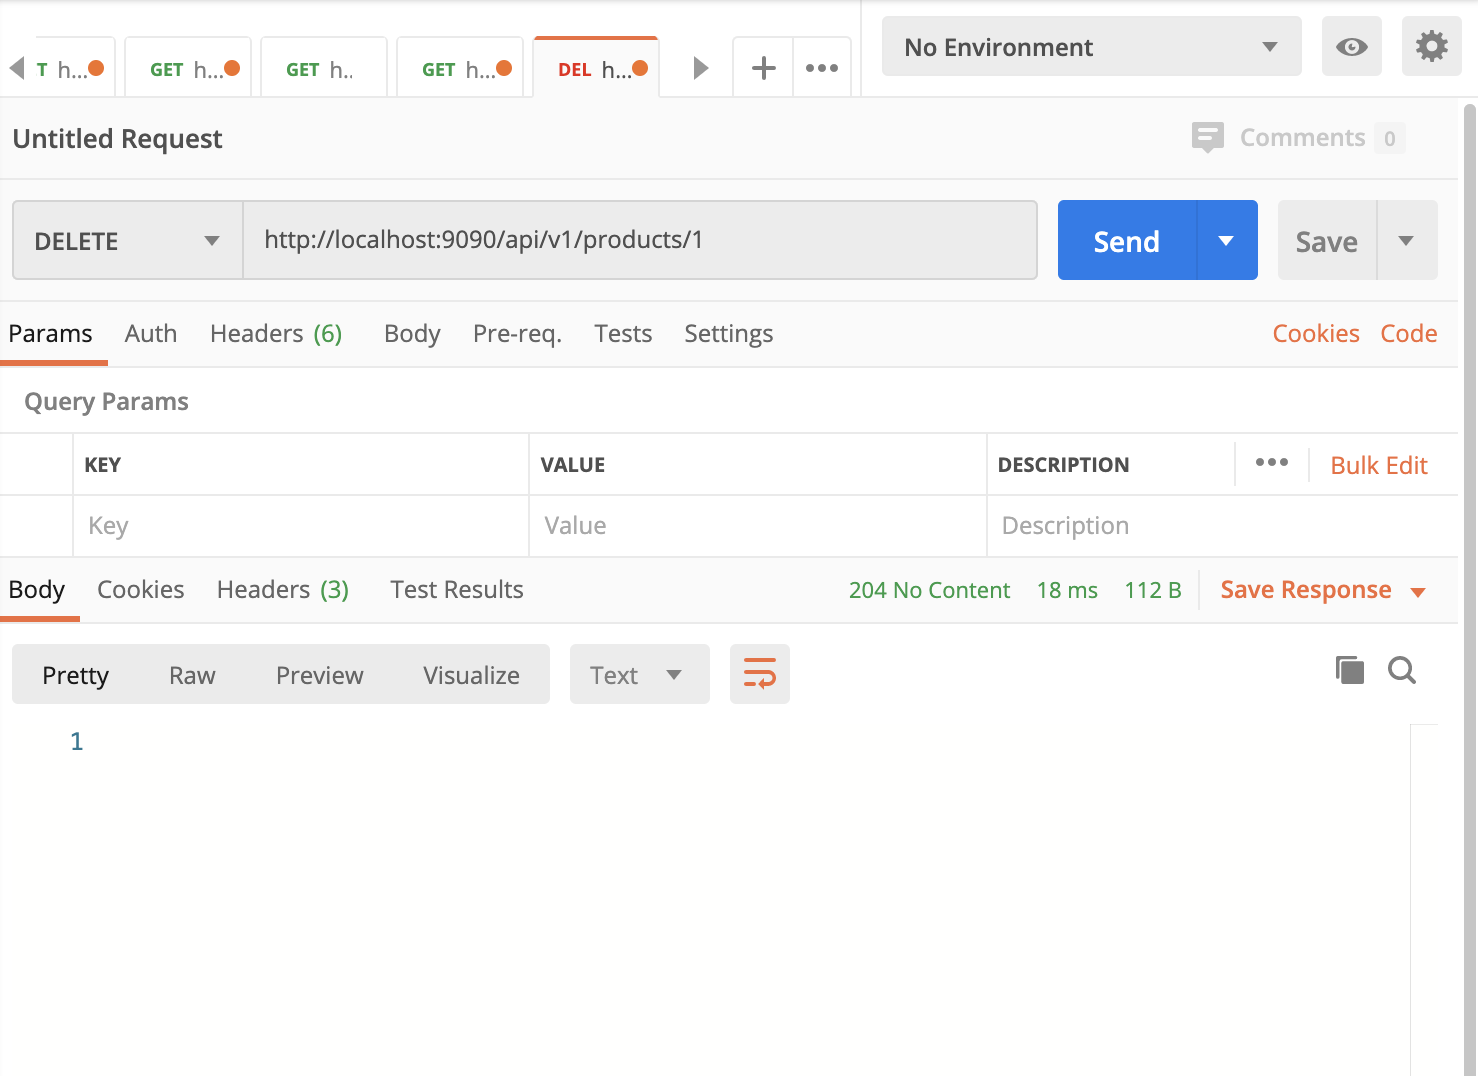 T h... GET h... GET h.. GET h... DEL h... No Environment
Untitled Request Comments 0
DELETE http://localhost:9090/api/v1/products/1 Send Save
Params Auth Headers (6) Body Pre-req. Tests Settings Cookies Code
Query Params
KEY VALUE DESCRIPTION Bulk Edit
Key Value Description
Body Cookies Headers (3) Test Results 204 No Content 18 ms 112 B Save Response
Pretty Raw Preview Visualize Text
1